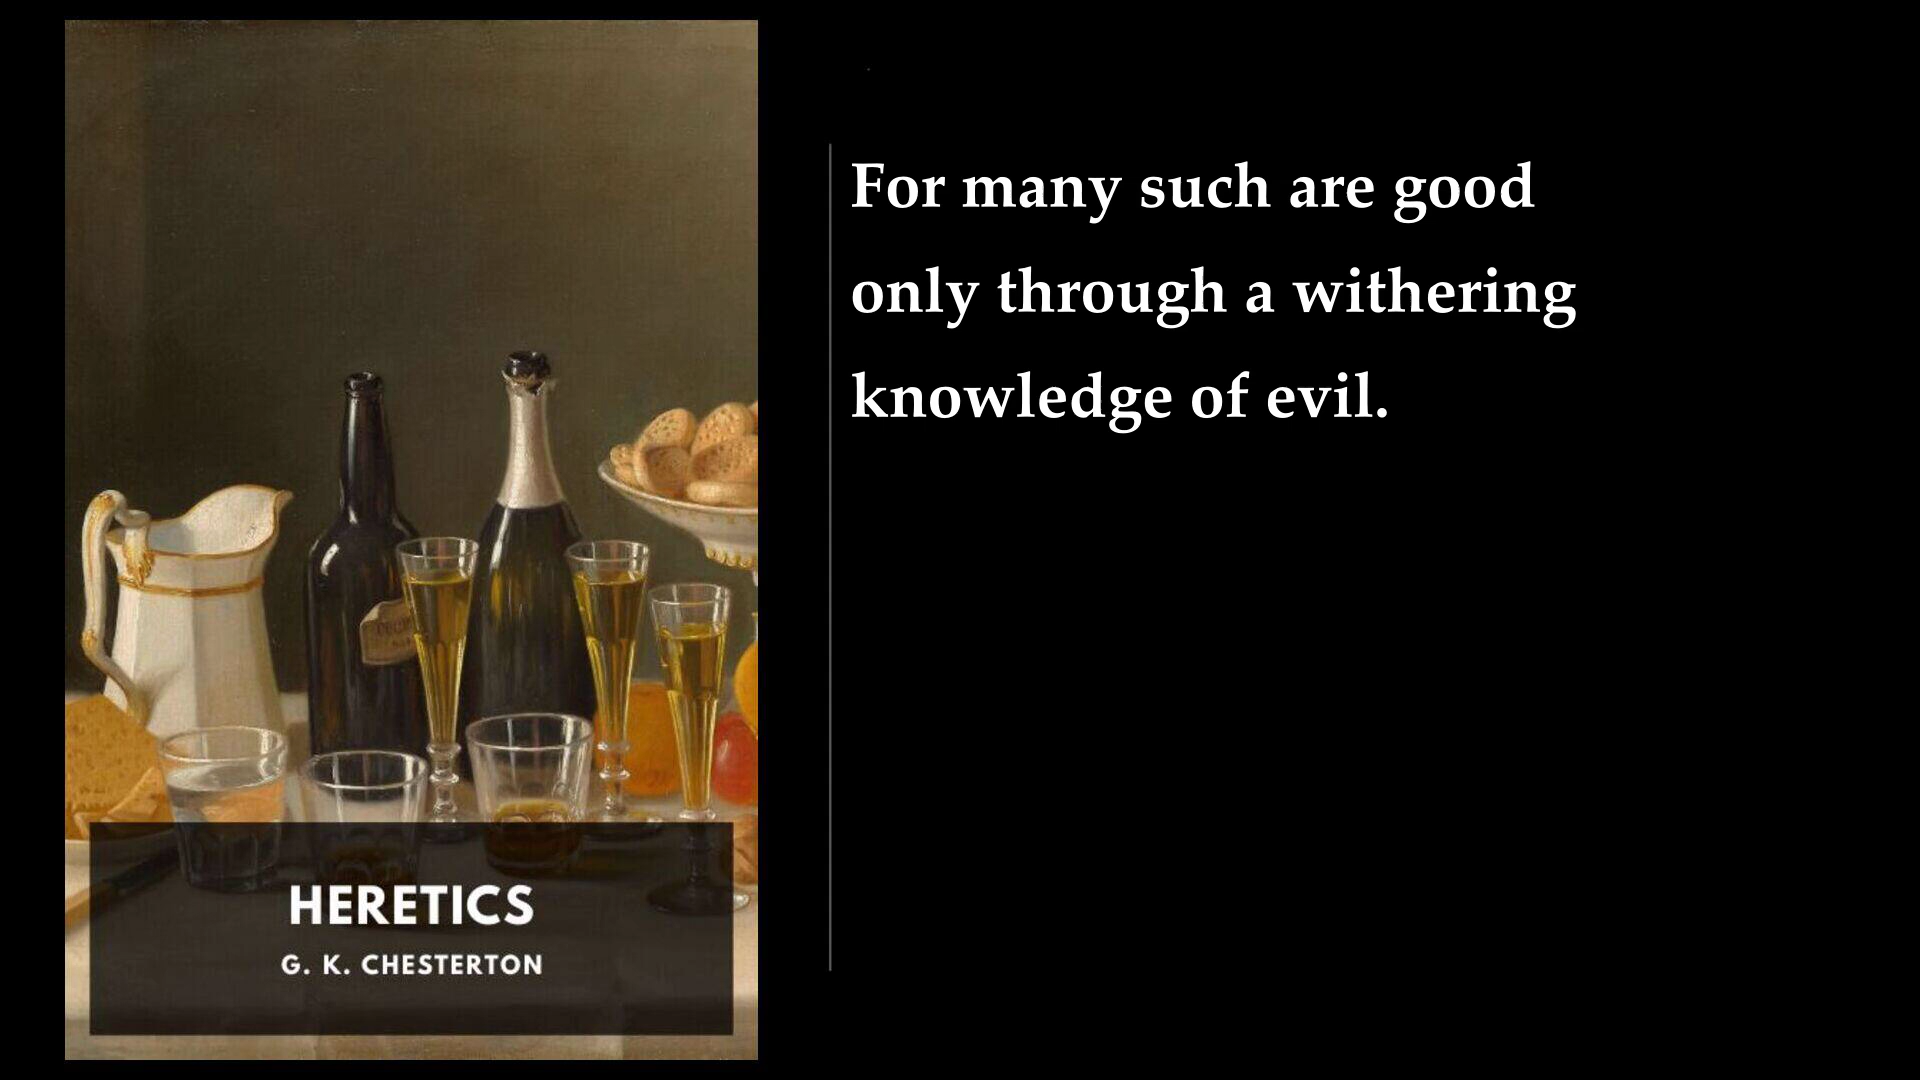 For many such are good
only through a withering
knowledge of evil.
HERETICS
G. K. CHESTERTON